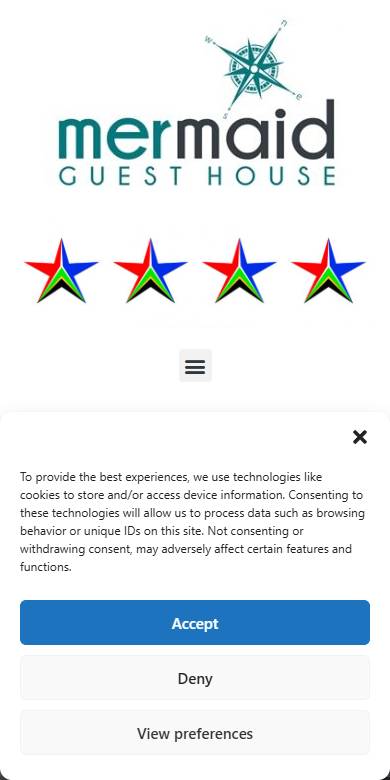 n
w
e
s
mermaid
GUEST HOUSE
To provide the best experiences, we use technologies like
cookies to store and/or access device information. Consenting to
these technologies will allow us to process data such as browsing
behavior or unique IDs on this site. Not consenting or
withdrawing consent, may adversely affect certain features and
functions.
Accept
Deny
View preferences